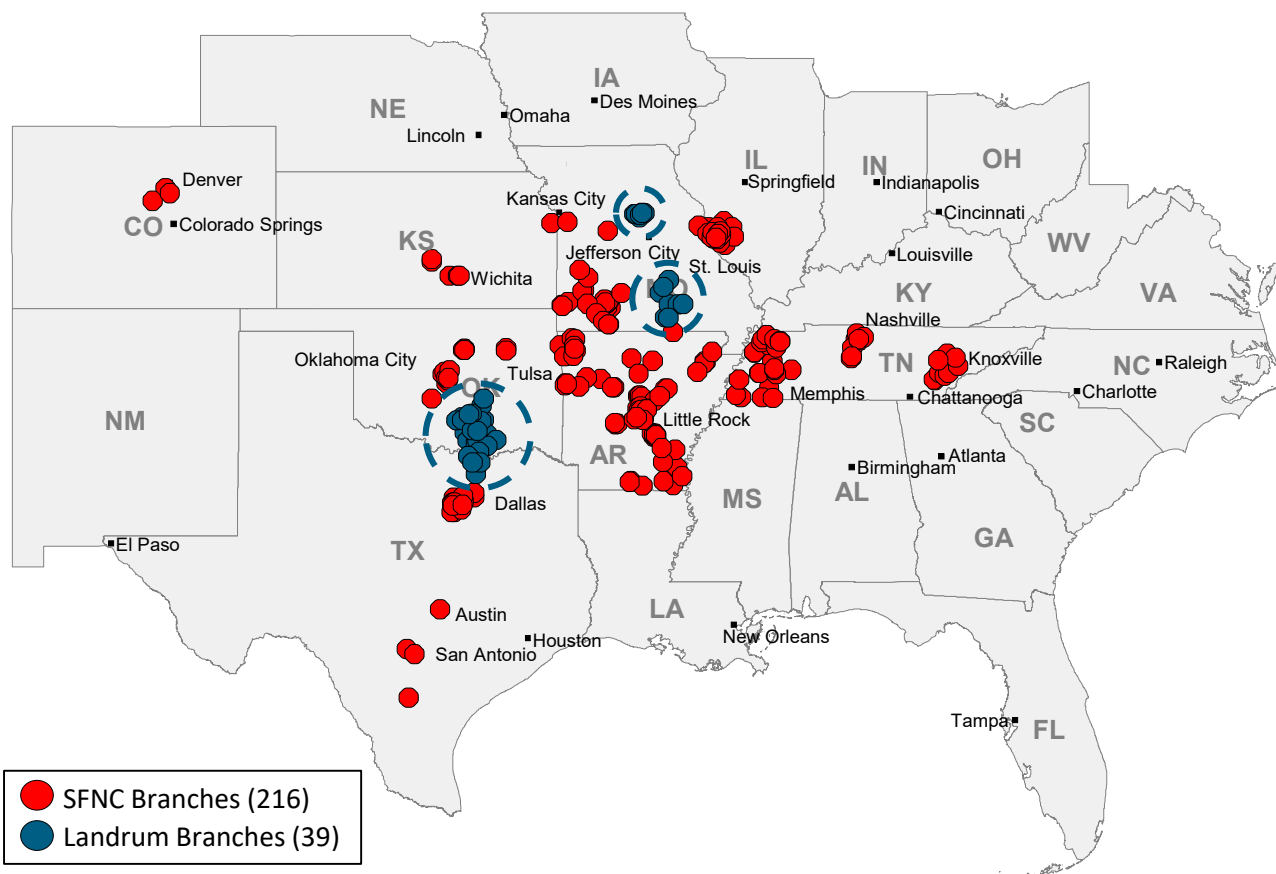 IA
Des Moines
NE
Omaha
Lincoln
IL
IN
OH
Denver
Springfield
Indianapolis
Kansas City
Cincinnati
CO
Colorado Springs
KS
WV
Jefferson City
Louisville
St. Louis
Wichita
MO
KY
VA
Nashville
Oklahoma City
Tulsa
TN
Knoxville
NC
Raleigh
OK
Memphis
Chattanooga
Charlotte
NM
Little Rock
SC
AR
Atlanta
Birmingham
MS
AL
Dallas
GA
El Paso
TX
LA
Austin
New Orleans
Houston
San Antonio
Tampa
FL
SFNC Branches (216)
Landrum Branches (39)